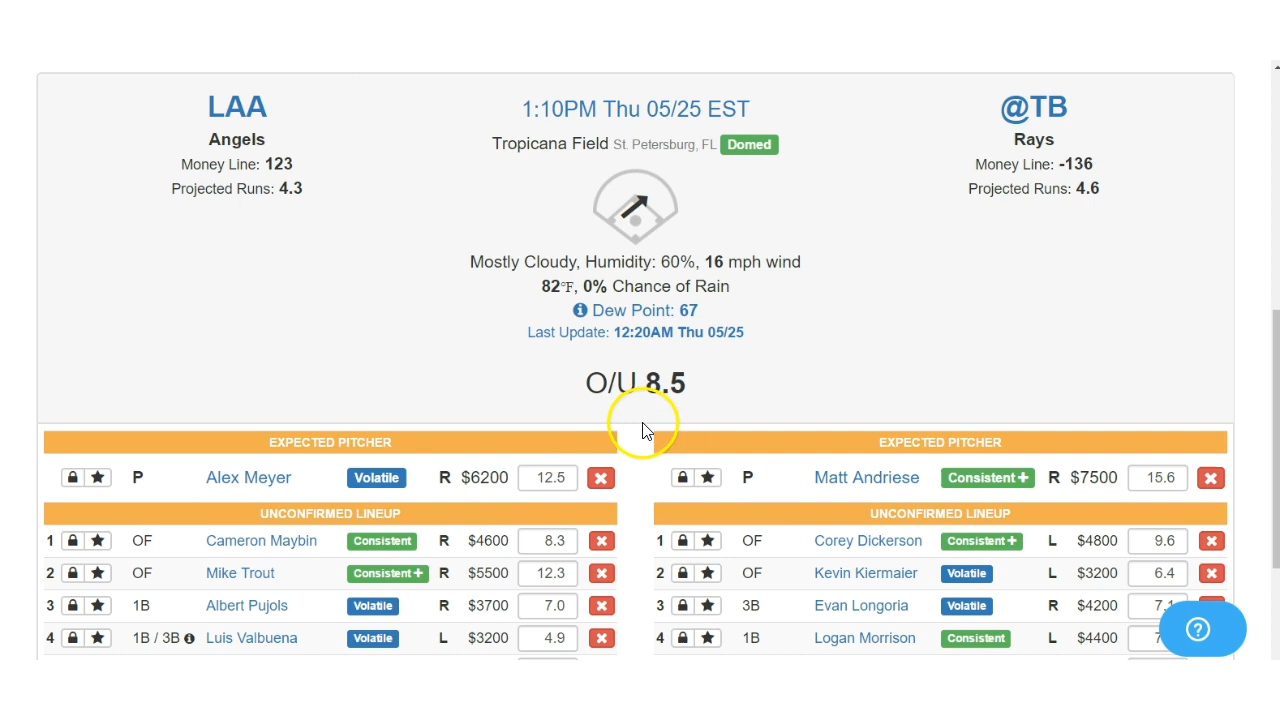 LAA
Angels
Money Line: 123
Projected Runs: 4.3
1:10PM Thu 05/25 EST
Tropicana Field St. Petersburg, FL Domed
Mostly Cloudy, Humidity: 60%, 16 mph wind
82°F, 0% Chance of Rain
Dew Point: 67
Last Update: 12:20AM Thu 05/25
O/U 8.5
@TB
Rays
Money Line: -136
Projected Runs: 4.6
EXPECTED PITCHER
P Alex Meyer Volatile R $6200 12.5
UNCONFIRMED LINEUP
1 OF Cameron Maybin Consistent R $4600 8.3
2 OF Mike Trout Consistent + R $5500 12.3
3 1B Albert Pujols Volatile R $3700 7.0
4 1B / 3B Luis Valbuena Volatile L $3200 4.9
EXPECTED PITCHER
P Matt Andriese Consistent + R $7500 15.6
UNCONFIRMED LINEUP
1 OF Corey Dickerson Consistent + L $4800 9.6
2 OF Kevin Kiermaier Volatile L $3200 6.4
3 3B Evan Longoria Volatile R $4200
4 1B Logan Morrison Consistent L $4400